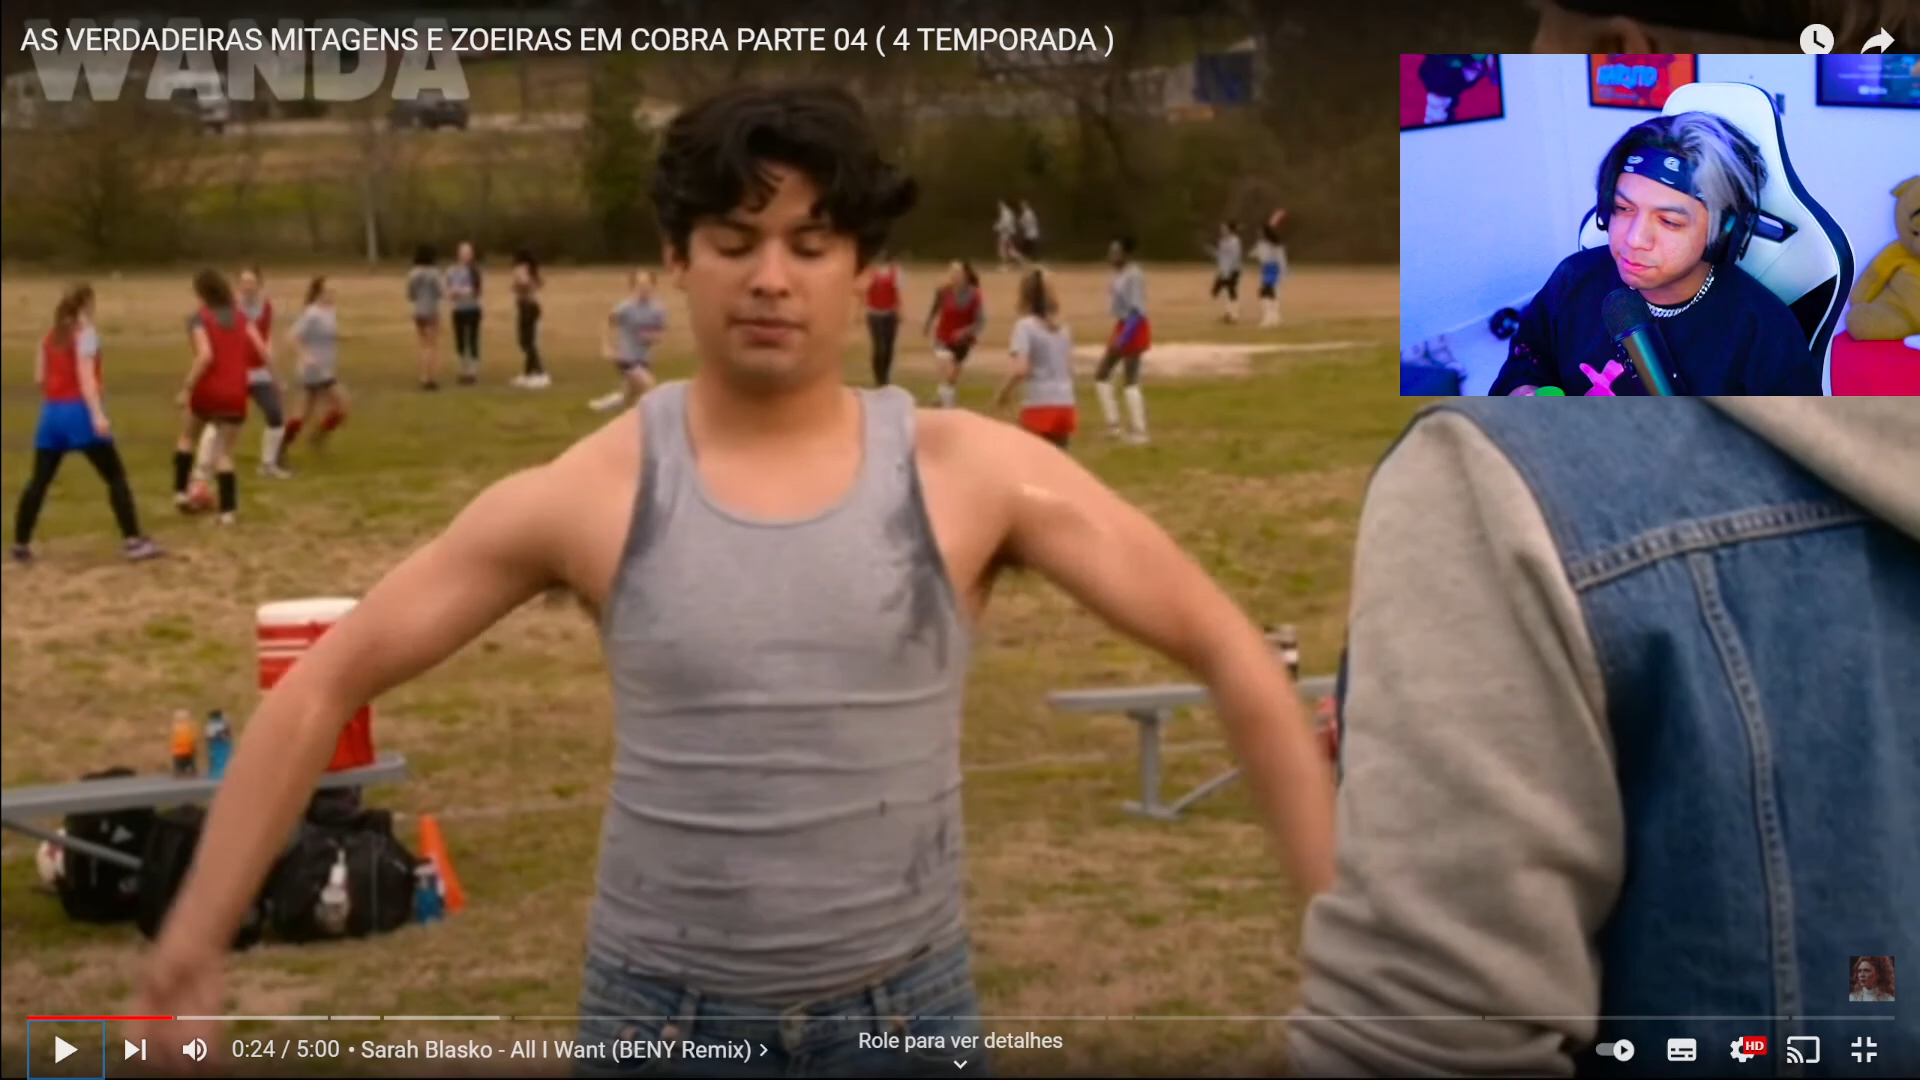 AS VERDADEIRAS MITAGENS E ZOEIRAS EM COBRA PARTE 04 ( 4 TEMPORADA )
WANDA
NARUTO
0:24 / 5:00 • Sarah Blasko - All I Want (BENY Remix)
Role para ver detalhes
HD